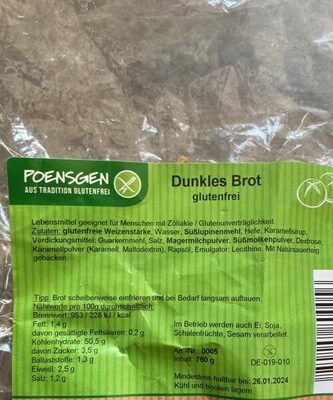 POENSGEN
AUS TRADITION GLUTENFREI
Dunkles Brot
glutenfrei
Lebensmittel geeignet für Menschen mit Zöliakie / Glutenunverträglichkeit.
Zutaten: glutenfreie Weizenstärke, Wasser, Süßlupinenmehl, Hefe, Karamellsirup,
Verdickungsmittel: Guarkernmehl, Salz, Magermilchpulver, Süßmolkenpulver, Dextrose,
Karamellpulver (Karamell, Maltodextrin), Rapsöl, Emulgator: Lecithine. Mit Natursauerteig
gebacken.
Tipp: Brot scheibenweise einfrieren und bei Bedarf langsam auftauen.
Nährwerte pro 100g durchschnittlich:
Brennwert: 953 / 228 kJ / kcal
Fett: 1,4 g
davon gesättigte Fettsäuren: 0,2 g
Kohlenhydrate: 50,5 g
davon Zucker: 3,5 g
Ballaststoffe: 1,3 g
Eiweiß: 2,5 g
Salz: 1,2 g
Im Betrieb werden auch Ei, Soja,
Schalenfrüchte, Sesam verarbeitet.
Art-Nr.: 0005
Inhalt: 750 g
Mindestens haltbar bis: 26.01.2024
Kühl und trocken lagern.
DE-019-010